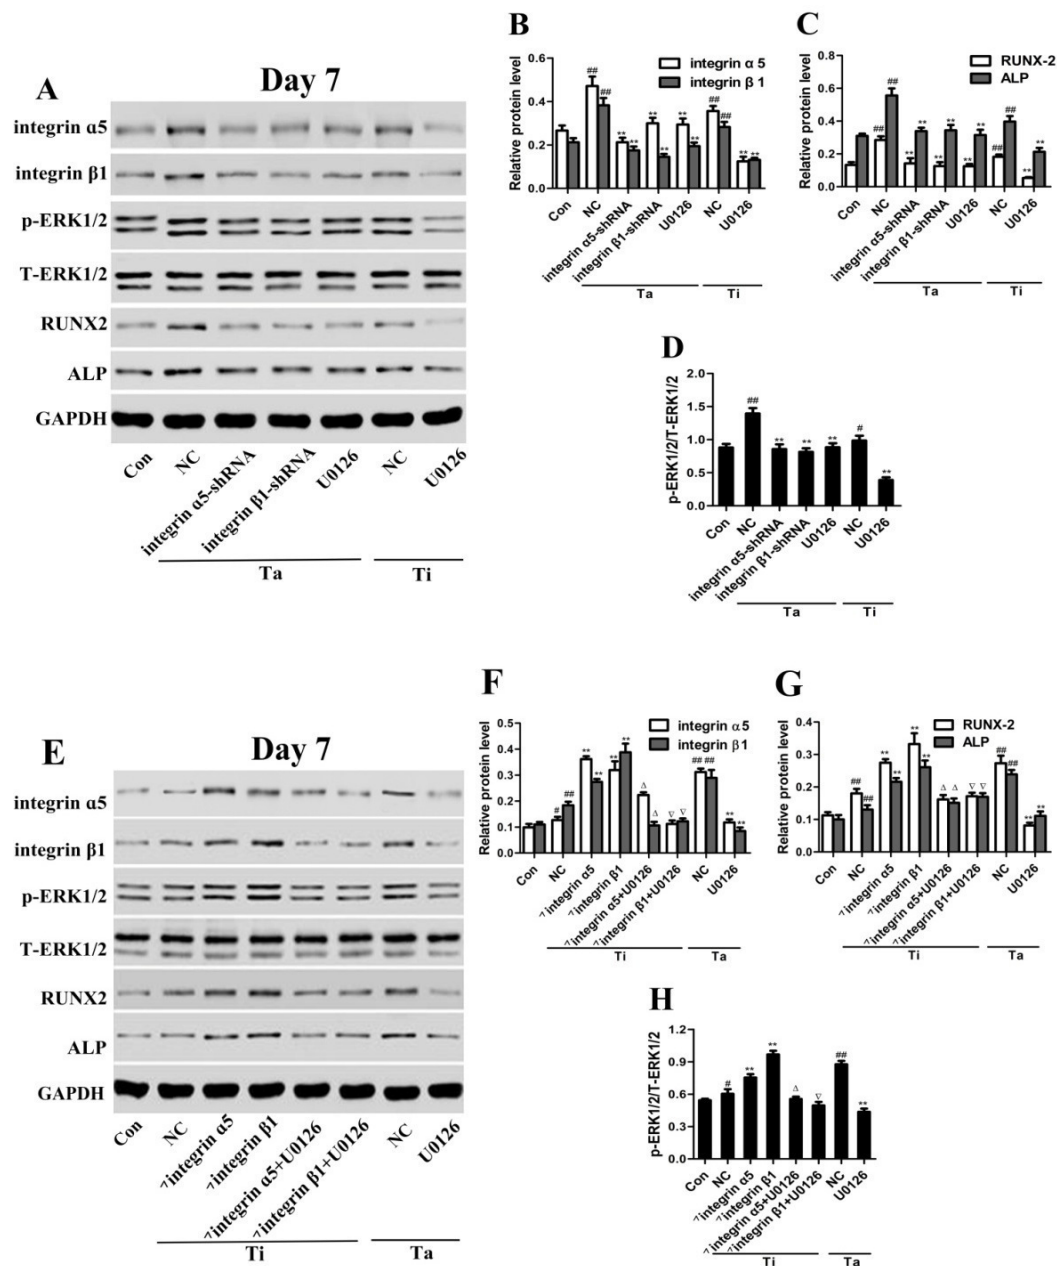 A
Day 7
integrin α5
integrin β1
p-ERK1/2
T-ERK1/2
RUNX2
ALP
GAPDH
Con
NC
integrin α5-shRNA
integrin β1-shRNA
U0126
NC
U0126
Ta
Ti
B
Relative protein level
0.6
0.4
0.2
0.0
integrin α 5
integrin β 1
##
##
**
**
**
**
**
**
##
##
**
**
Con
NC
integrin α5-shRNA
integrin β1-shRNA
U0126
NC
U0126
Ta
Ti
C
Relative protein level
0.8
0.6
0.4
0.2
0.0
RUNX-2
ALP
##
##
**
**
**
**
**
**
##
##
**
**
Con
NC
integrin α5-shRNA
integrin β1-shRNA
U0126
NC
U0126
Ta
Ti
D
p-ERK1/2/T-ERK1/2
2.0
1.5
1.0
0.5
0.0
##
**
**
**
#
**
Con
NC
integrin α5-shRNA
integrin β1-shRNA
U0126
NC
U0126
Ta
Ti
E
Day 7
integrin α5
integrin β1
p-ERK1/2
T-ERK1/2
RUNX2
ALP
GAPDH
Con
NC
integrin α5
integrin β1
integrin α5+U0126
integrin β1+U0126
NC
U0126
Ti
Ta
F
Relative protein level
0.5
0.4
0.3
0.2
0.1
0.0
integrin α5
integrin β1
#
##
**
**
**
**
Δ
Δ
∇
∇
##
##
**
**
Con
NC
integrin α5
integrin β1
integrin α5+U0126
integrin β1+U0126
NC
U0126
Ti
Ta
G
Relative protein level
0.4
0.3
0.2
0.1
0.0
RUNX-2
ALP
##
##
**
**
**
**
Δ
Δ
∇
∇
##
##
**
**
Con
NC
integrin α5
integrin β1
integrin α5+U0126
integrin β1+U0126
NC
U0126
Ti
Ta
H
p-ERK1/2/T-ERK1/2
1.2
0.9
0.6
0.3
0.0
#
**
**
Δ
∇
##
**
Con
NC
integrin α5
integrin β1
integrin α5+U0126
integrin β1+U0126
NC
U0126
Ti
Ta